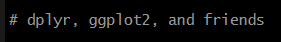 # dplyr, ggplot2, and friends